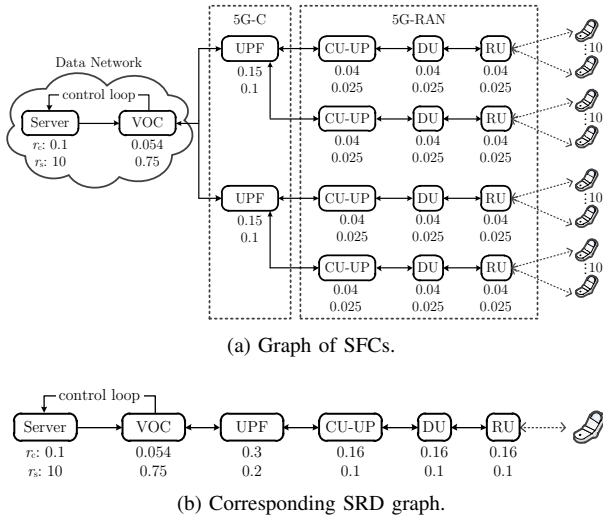 5G-C 5G-RAN
Data Network
control loop
Server VOC
r_c: 0.1 0.054
r_s: 10 0.75
UPF CU-UP DU RU :10
0.15 0.04 0.04 0.04
0.1 0.025 0.025 0.025
CU-UP DU RU :10
0.04 0.04 0.04
0.025 0.025 0.025
UPF CU-UP DU RU :10
0.15 0.04 0.04 0.04
0.1 0.025 0.025 0.025
CU-UP DU RU :10
0.04 0.04 0.04
0.025 0.025 0.025
(a) Graph of SFCs.
control loop
Server VOC UPF CU-UP DU RU
r_c: 0.1 0.054 0.3 0.16 0.16 0.16
r_s: 10 0.75 0.2 0.1 0.1 0.1
(b) Corresponding SRD graph.